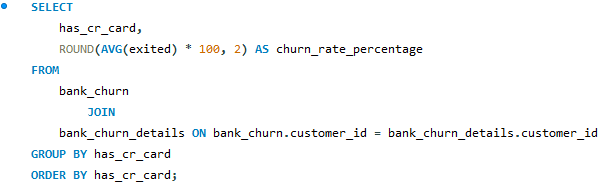 SELECT
has_cr_card,
ROUND(AVG(exited) * 100, 2) AS churn_rate_percentage
FROM
bank_churn
JOIN
bank_churn_details ON bank_churn.customer_id = bank_churn_details.customer_id
GROUP BY has_cr_card
ORDER BY has_cr_card;